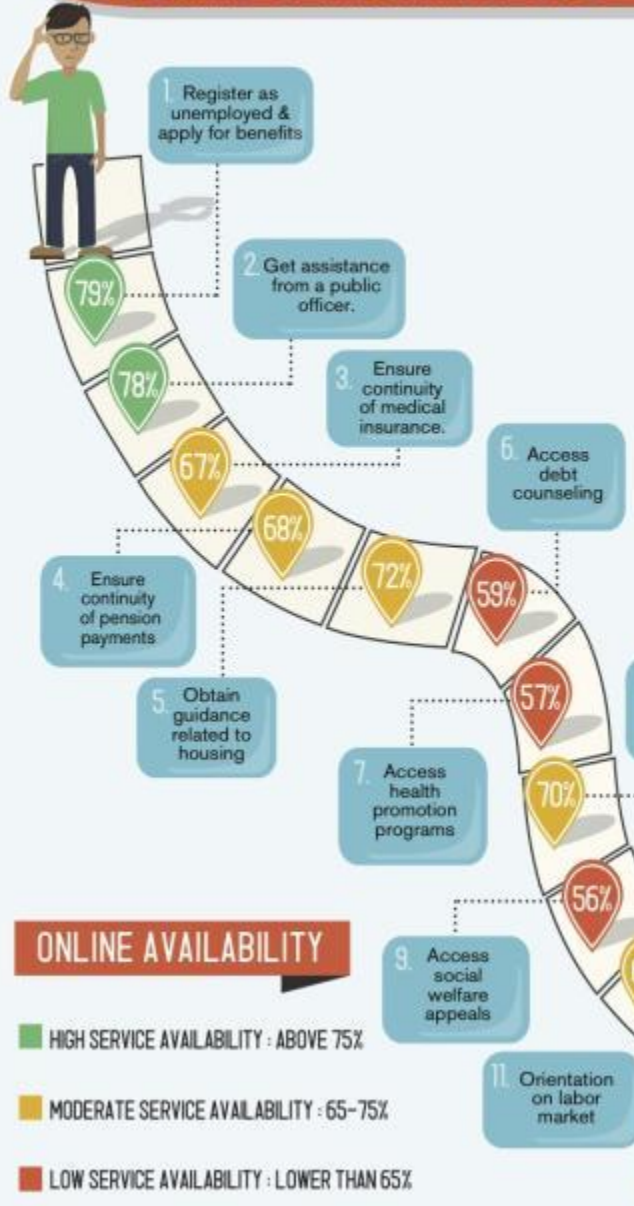 1. Register as
unemployed &
apply for benefits
79%
2. Get assistance
from a public
officer.
78%
3. Ensure
continuity
of medical
insurance.
67%
68%
4. Ensure
continuity
of pension
payments
72%
5. Obtain
guidance
related to
housing
6. Access
debt
counseling
59%
57%
7. Access
health
promotion
programs
70%
56%
9. Access
social
welfare
appeals
11. Orientation
on labor
market
ONLINE AVAILABILITY
HIGH SERVICE AVAILABILITY : ABOVE 75%
MODERATE SERVICE AVAILABILITY : 65-75%
LOW SERVICE AVAILABILITY : LOWER THAN 65%